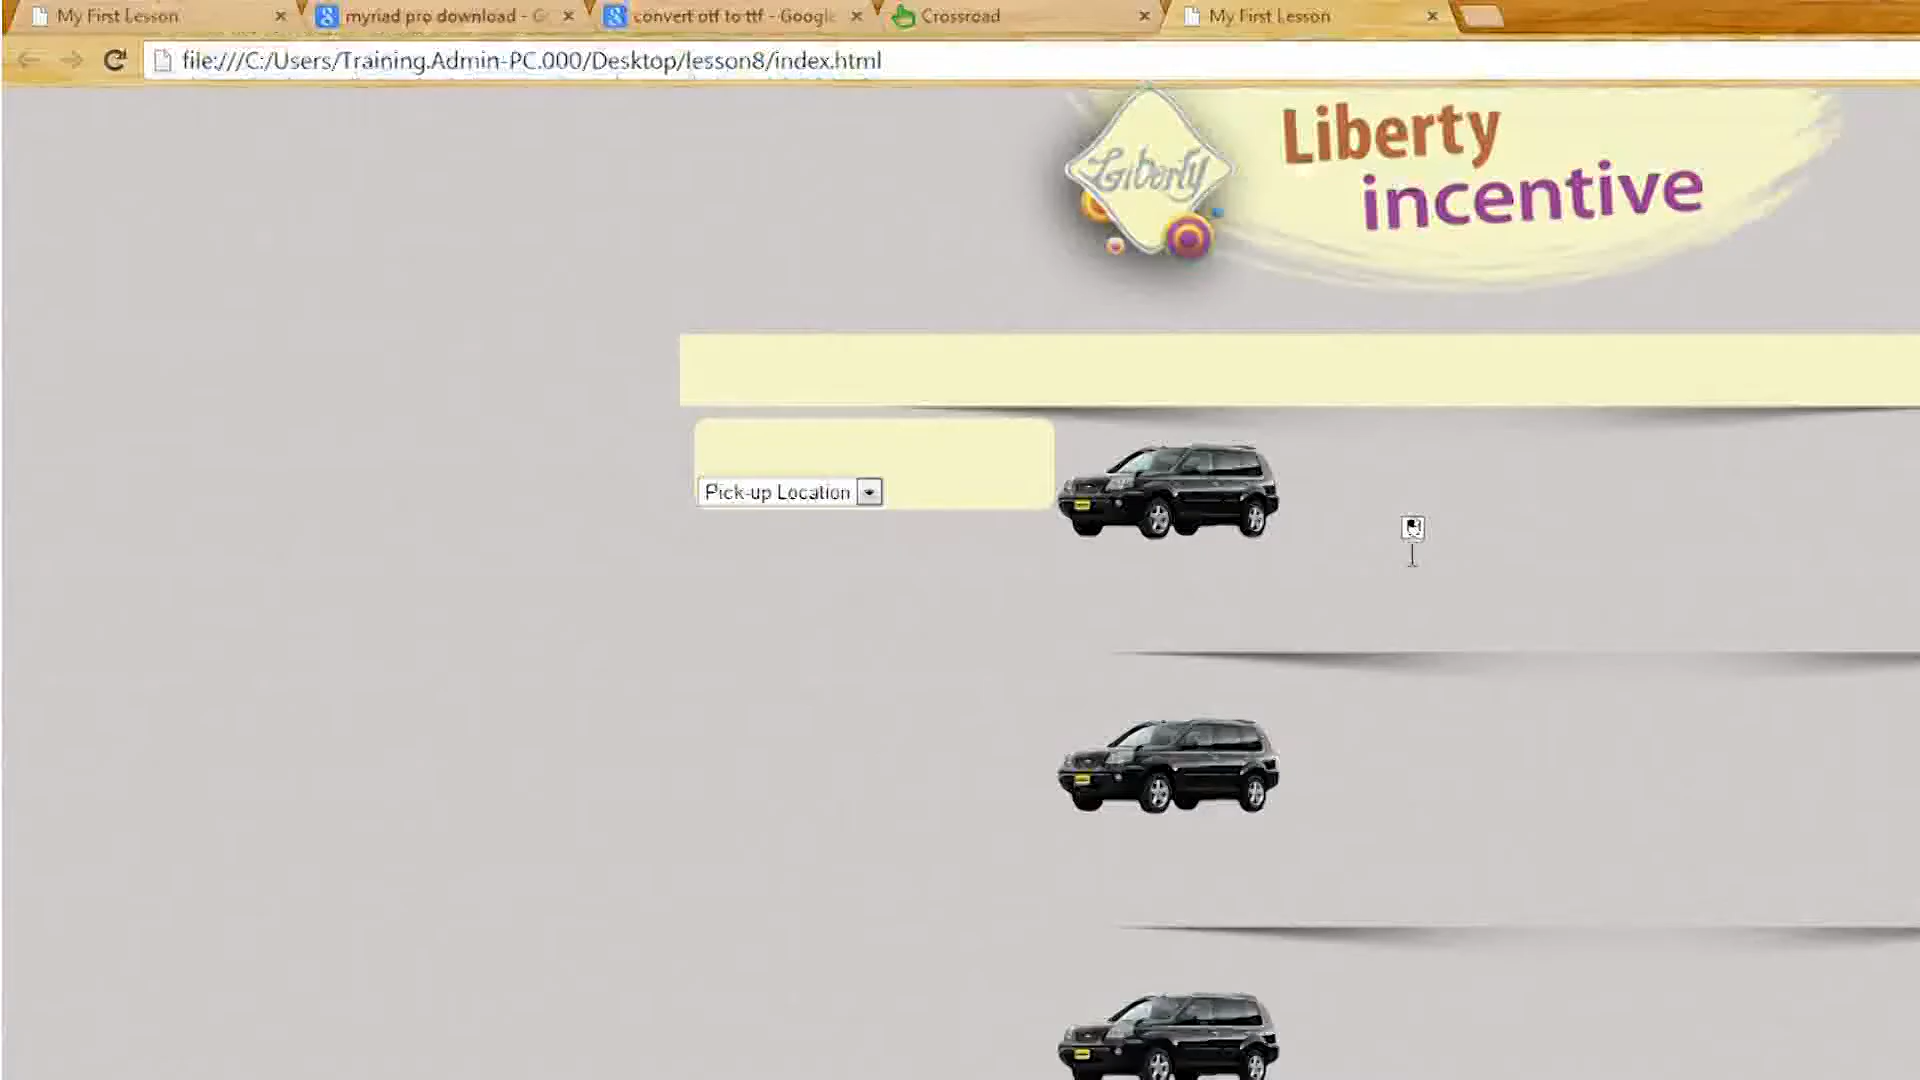 My First Lesson
myriad pro download - Go
convert otf to ttf - Google
Crossroad
My First Lesson
file:///C:/Users/Training.Admin-PC.000/Desktop/lesson8/index.html
Liberty
Liberty
incentive
Pick-up Location